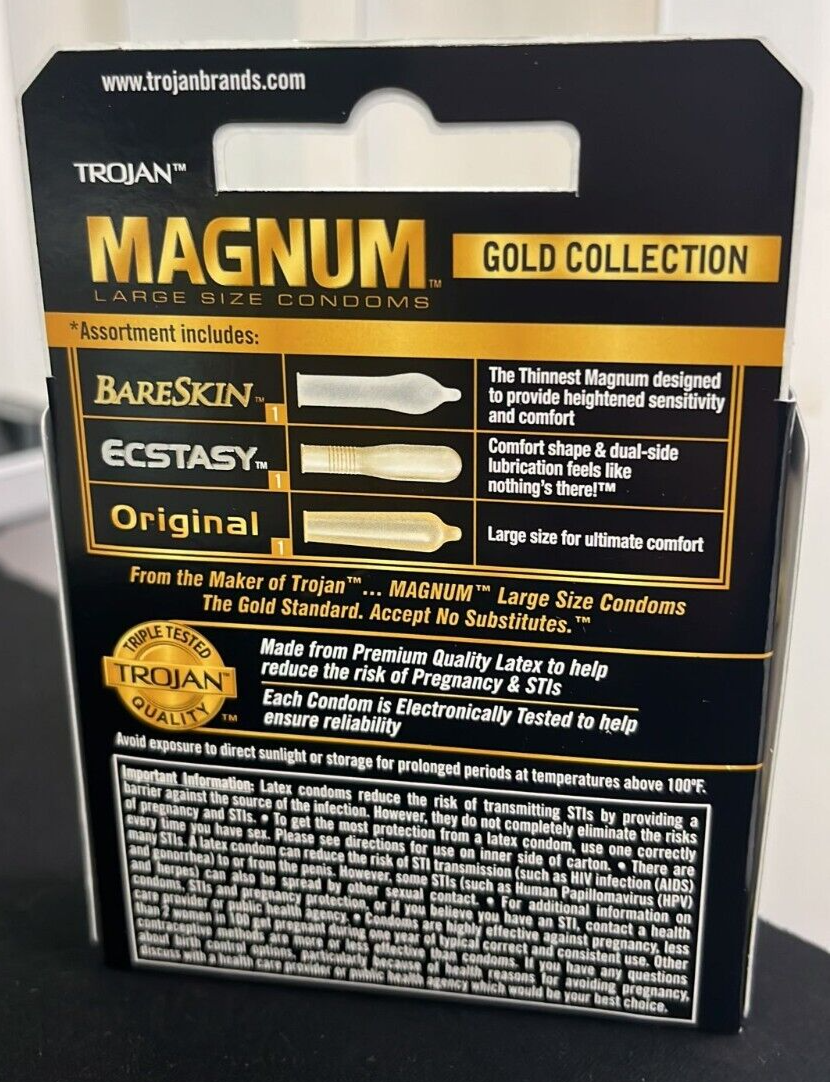 www.trojanbrands.com
TROJAN™
MAGNUM™
GOLD COLLECTION
LARGE SIZE CONDOMS
*Assortment includes:
BARESKIN™
1
The Thinnest Magnum designed
to provide heightened sensitivity
and comfort
ECSTASY™
1
Comfort shape & dual-side
lubrication feels like
nothing's there!™
Original
1
Large size for ultimate comfort
From the Maker of Trojan™... MAGNUM™ Large Size Condoms
The Gold Standard. Accept No Substitutes.™
TRIPLE TESTED
TROJAN™
QUALITY™
Made from Premium Quality Latex to help
reduce the risk of Pregnancy & STIs
Each Condom is Electronically Tested to help
ensure reliability
Avoid exposure to direct sunlight or storage for prolonged periods at temperatures above 100ºF.
Important Information: Latex condoms reduce the risk of transmitting STIs by providing a
barrier against the source of the infection. However, they do not completely eliminate the risks
of pregnancy and STIs. • To get the most protection from a latex condom, use one correctly
every time you have sex. Please see directions for use on inner side of carton. • There are
many STIs. A latex condom can reduce the risk of STI transmission (such as HIV infection (AIDS)
and gonorrhea) to or from the penis. However, some STIs (such as Human Papillomavirus (HPV)
and herpes) can also be spread by other sexual contact. • For additional information on
condoms, STIs and pregnancy protection, or if you believe you have an STI, contact a health
care provider or public health agency. • Condoms are highly effective against pregnancy, less
than 2 women in 100 get pregnant during one year of typical correct and consistent use. Other
contraceptive methods are more or less effective than condoms. If you have any questions
about birth control options, particularly because of health reasons for avoiding pregnancy,
discuss with a health care provider or public health agency which would be your best choice.